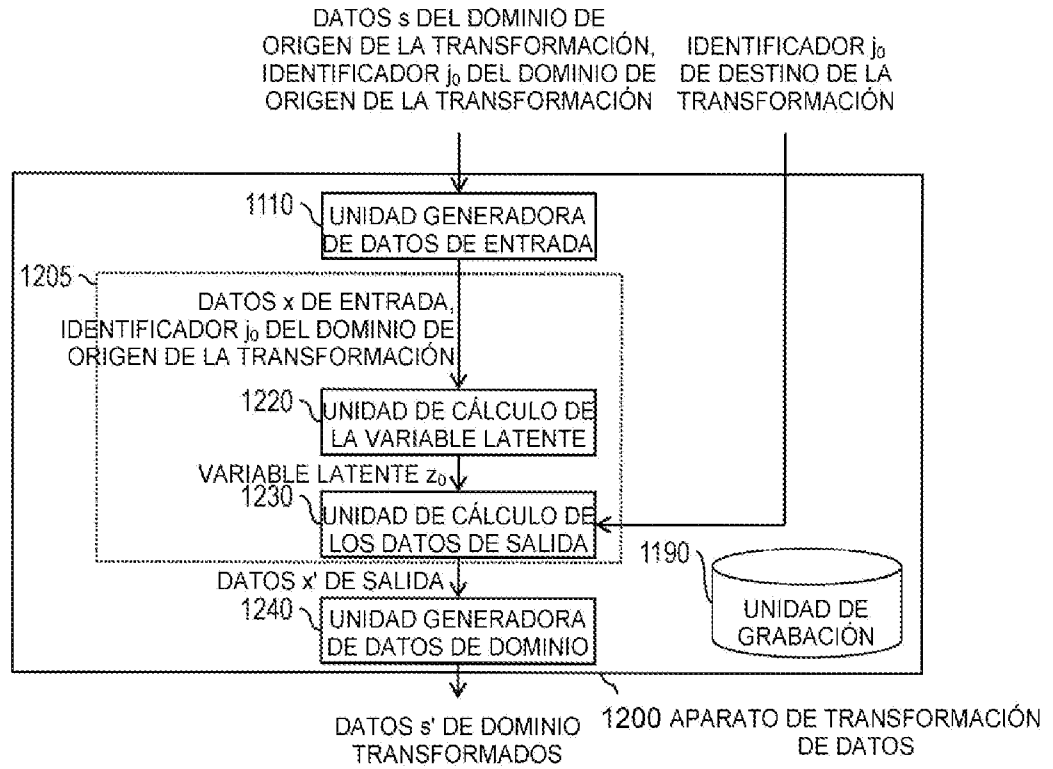 DATOS s DEL DOMINIO DE
ORIGEN DE LA TRANSFORMACIÓN,
IDENTIFICADOR j₀ DEL DOMINIO DE
ORIGEN DE LA TRANSFORMACIÓN
IDENTIFICADOR j₀
DE DESTINO DE LA
TRANSFORMACIÓN
1110
UNIDAD GENERADORA
DE DATOS DE ENTRADA
1205
DATOS x DE ENTRADA,
IDENTIFICADOR j₀ DEL DOMINIO DE
ORIGEN DE LA TRANSFORMACIÓN
1220
UNIDAD DE CÁLCULO DE
LA VARIABLE LATENTE
VARIABLE LATENTE z₀
1230
UNIDAD DE CÁLCULO DE
LOS DATOS DE SALIDA
DATOS x' DE SALIDA
1240
UNIDAD GENERADORA
DE DATOS DE DOMINIO
1190
UNIDAD DE
GRABACIÓN
DATOS s' DE DOMINIO
TRANSFORMADOS
1200 APARATO DE TRANSFORMACIÓN
DE DATOS